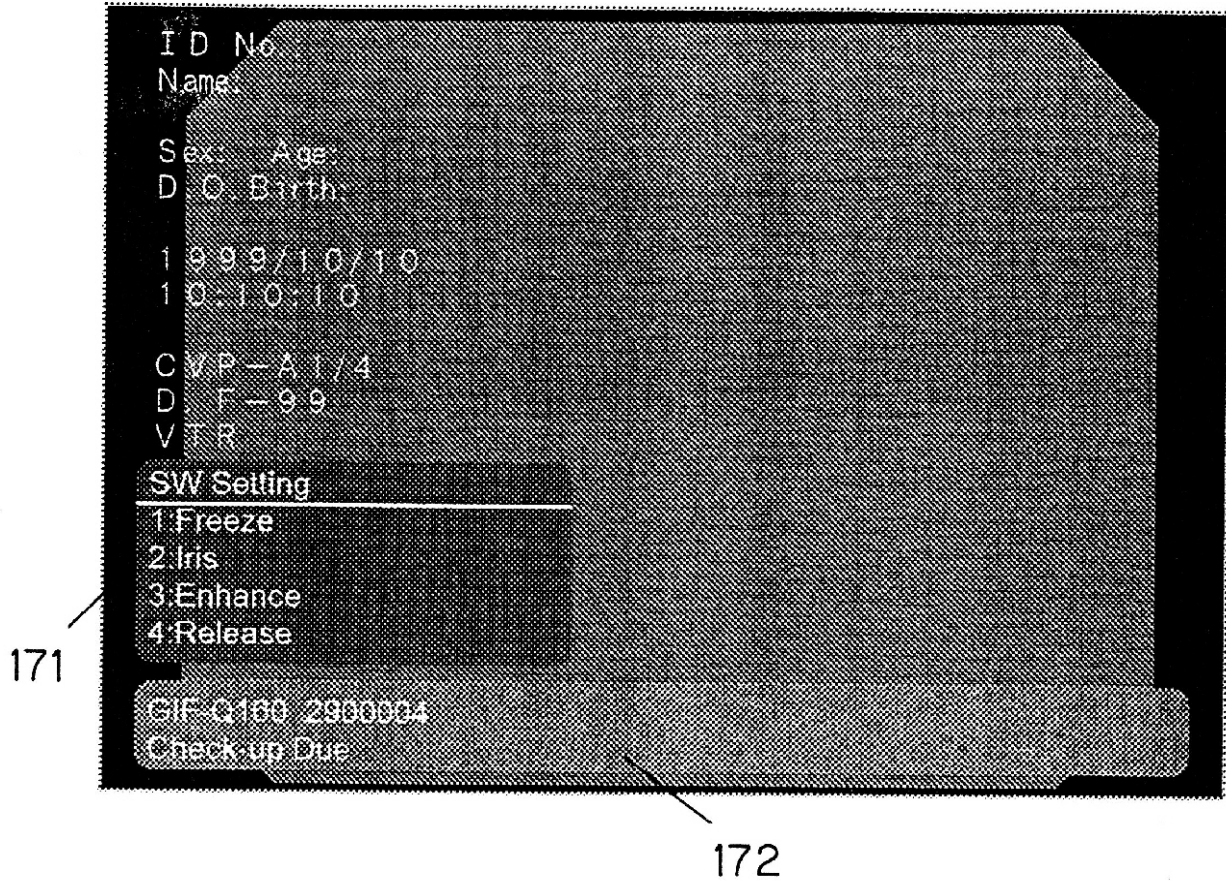 ID No.:
Name:
Sex: Age:
D.O.Birth:
1999/10/10
10:10:10
CVP-A1/4
D.F-99
VTR
SW Setting
1:Freeze
2:Iris
3:Enhance
4:Release
GIF-Q160 2900004
Check-up Due
171
172